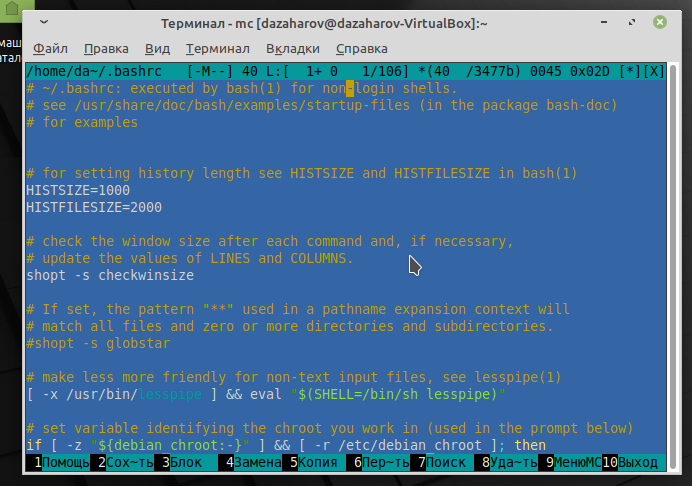 маш
атало
Терминал - mc [dazaharov@dazaharov-VirtualBox]:~
Файл Правка Вид Терминал Вкладки Справка
/home/da~/.bashrc [-M--] 40 L:[ 1+ 0 1/106] *(40 /3477b) 0045 0x02D [*][X]
# ~/.bashrc: executed by bash(1) for non-login shells.
# see /usr/share/doc/bash/examples/startup-files (in the package bash-doc)
# for examples
# for setting history length see HISTSIZE and HISTFILESIZE in bash(1)
HISTSIZE=1000
HISTFILESIZE=2000
# check the window size after each command and, if necessary,
# update the values of LINES and COLUMNS.
shopt -s checkwinsize
# If set, the pattern "**" used in a pathname expansion context will
# match all files and zero or more directories and subdirectories.
#shopt -s globstar
# make less more friendly for non-text input files, see lesspipe(1)
[ -x /usr/bin/lesspipe ] && eval "$(SHELL=/bin/sh lesspipe)"
# set variable identifying the chroot you work in (used in the prompt below)
if [ -z "${debian_chroot:-}" ] && [ -r /etc/debian_chroot ]; then
1Помощь 2Сох~ть 3Блок 4Замена 5Копия 6Пер~ть 7Поиск 8Уда~ть 9МенюMC 10Выход